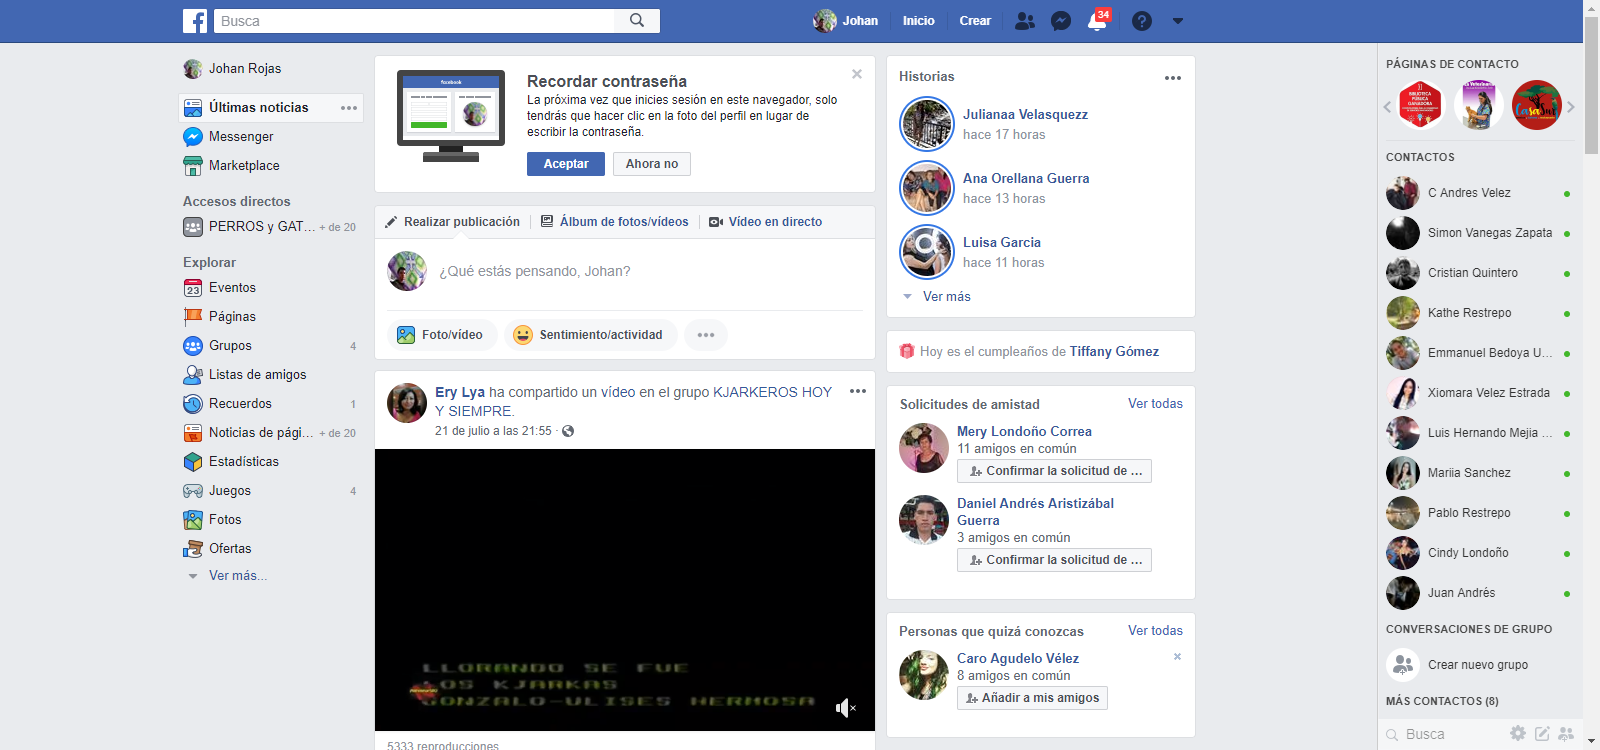 Busca
Johan
Inicio
Crear
34
Johan Rojas
Últimas noticias
Messenger
Marketplace
Accesos directos
PERROS y GAT... + de 20
Explorar
23
Eventos
Páginas
Grupos 4
Listas de amigos
Recuerdos 1
Noticias de pági... + de 20
Estadísticas
Juegos 4
Fotos
Ofertas
Ver más...
facebook
Recordar contraseña
La próxima vez que inicies sesión en este navegador, solo
tendrás que hacer clic en la foto del perfil en lugar de
escribir la contraseña.
Aceptar
Ahora no
Realizar publicación
Álbum de fotos/vídeos
Vídeo en directo
¿Qué estás pensando, Johan?
Foto/vídeo
Sentimiento/actividad
Ery Lya ha compartido un vídeo en el grupo KJARKEROS HOY
Y SIEMPRE.
21 de julio a las 21:55 ·
LLORANDO SE FUE
LOS KJARKAS
GONZALO-ULISES HERMOSA
5333 reproducciones
Historias
Julianaa Velasquezz
hace 17 horas
Ana Orellana Guerra
hace 13 horas
Luisa Garcia
hace 11 horas
Ver más
Hoy es el cumpleaños de Tiffany Gómez
Solicitudes de amistad
Ver todas
Mery Londoño Correa
11 amigos en común
Confirmar la solicitud de ...
Daniel Andrés Aristizábal
Guerra
3 amigos en común
Confirmar la solicitud de ...
Personas que quizá conozcas
Ver todas
Caro Agudelo Vélez
8 amigos en común
Añadir a mis amigos
PÁGINAS DE CONTACTO
BIBLIOTECA
PÚBLICA
GANADORA
CasaSur
CONTACTOS
C Andres Velez
Simon Vanegas Zapata
Cristian Quintero
Kathe Restrepo
Emmanuel Bedoya U...
Xiomara Velez Estrada
Luis Hernando Mejia ...
Mariia Sanchez
Pablo Restrepo
Cindy Londoño
Juan Andrés
CONVERSACIONES DE GRUPO
Crear nuevo grupo
MÁS CONTACTOS (8)
Busca